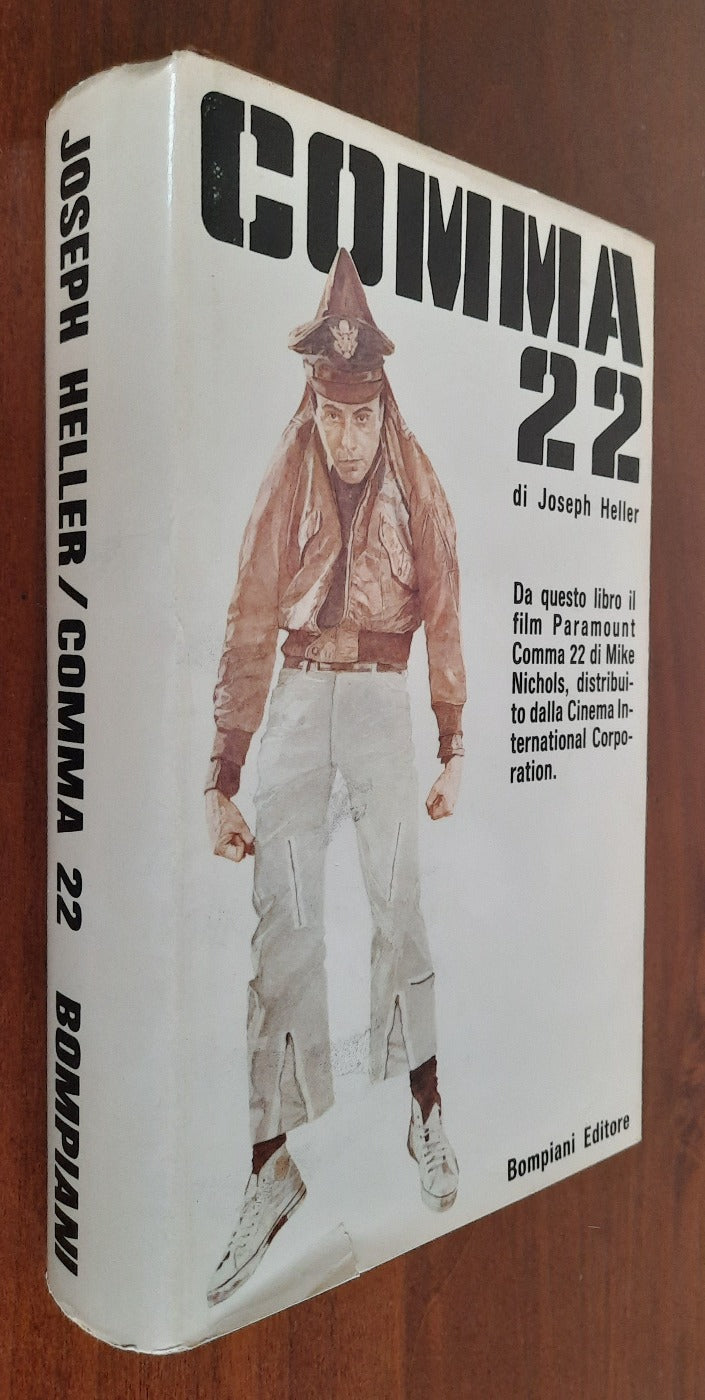 JOSEPH HELLER / COMMA 22 BOMPIANI
COMMA
22
di Joseph Heller
Da questo libro il
film Paramount
Comma 22 di Mike
Nichols, distribui-
to dalla Cinema In-
ternational Corpo-
ration.
Bompiani Editore